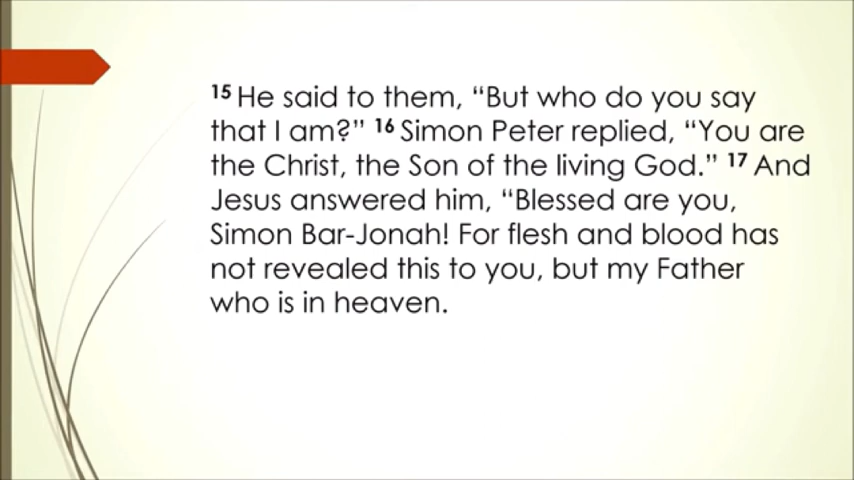 15 He said to them, “But who do you say
that I am?” 16 Simon Peter replied, “You are
the Christ, the Son of the living God.” 17 And
Jesus answered him, “Blessed are you,
Simon Bar-Jonah! For flesh and blood has
not revealed this to you, but my Father
who is in heaven.